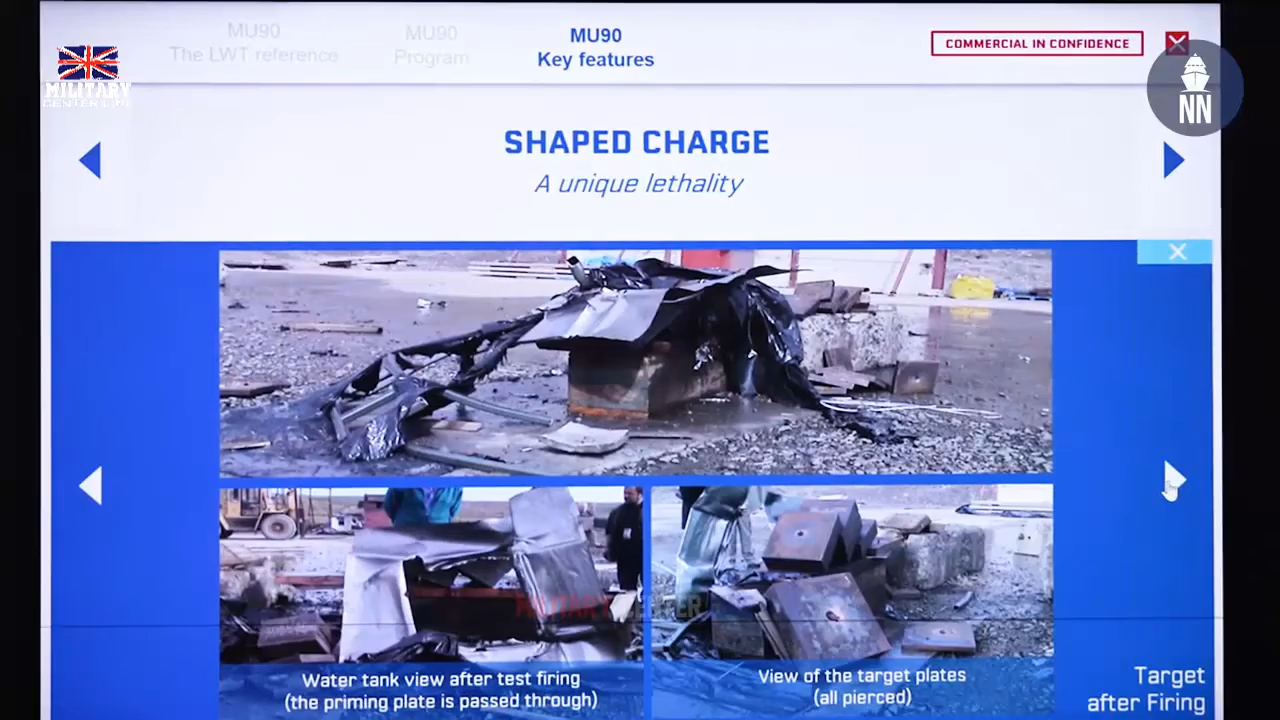 MU90
The LWT reference
MU90
Program
MU90
Key features
COMMERCIAL IN CONFIDENCE
MILITARY
NN
SHAPED CHARGE
A unique lethality
MILITARY CENTER
Water tank view after test firing
(the priming plate is passed through)
View of the target plates
(all pierced)
Target
after Firing